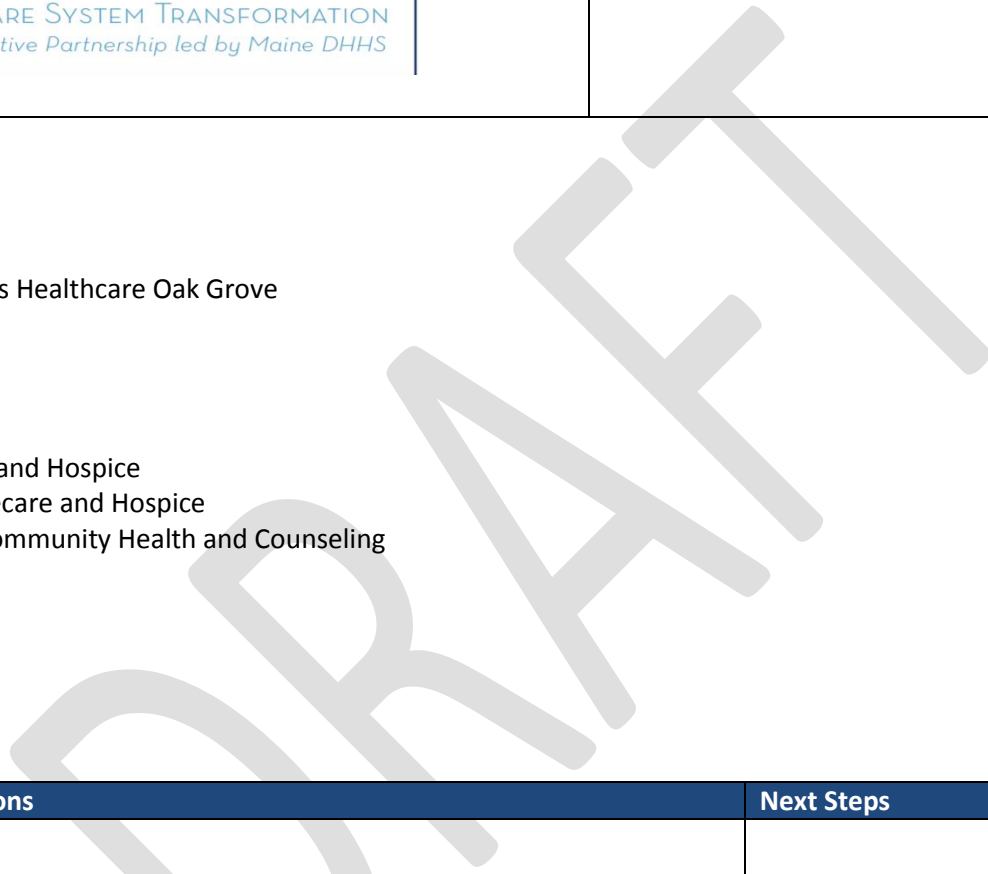 ARE SYSTEM TRANSFORMATION
tive Partnership led by Maine DHHS
s Healthcare Oak Grove
and Hospice
care and Hospice
ommunity Health and Counseling
ons
Next Steps
DRAFT